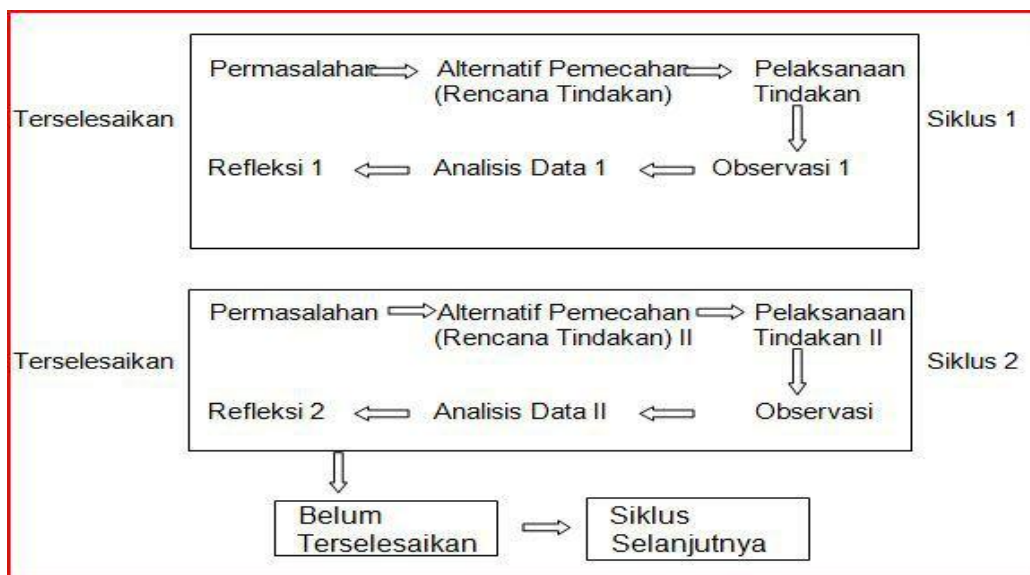 Permasalahan Alternatif Pemecahan Pelaksanaan
(Rencana Tindakan) Tindakan
Terselesaikan Siklus 1
Refleksi 1 Analisis Data 1 Observasi 1
Permasalahan Alternatif Pemecahan Pelaksanaan
(Rencana Tindakan) II Tindakan II
Terselesaikan Siklus 2
Refleksi 2 Analisis Data II Observasi
Belum
Terselesaikan
Siklus
Selanjutnya